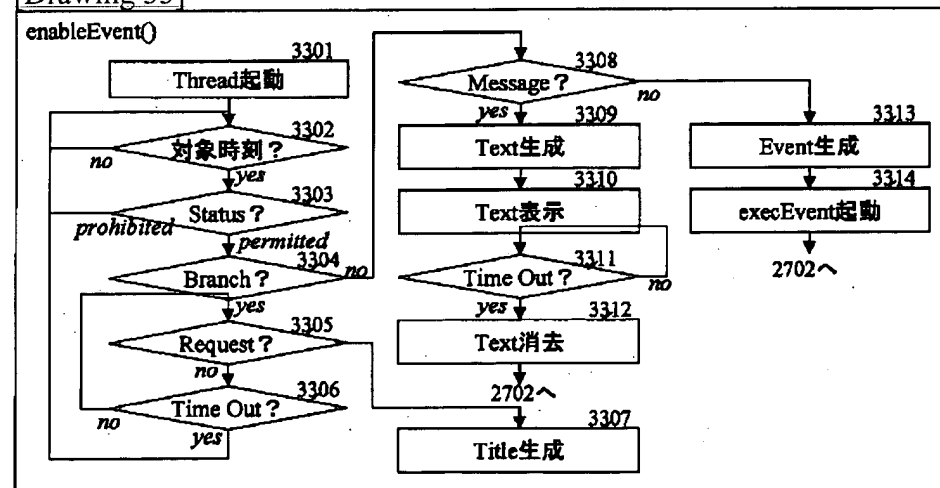 Drawing 33]
enableEvent()
3301
Thread起動
3302
対象時刻？
no
yes
3303
Status？
prohibited
permitted
3304
Branch？
no
yes
3305
Request？
no
3306
Time Out？
no
yes
3308
Message？
no
yes
3309
Text生成
3310
Text表示
3311
Time Out？
no
yes
3312
Text消去
2702へ
3307
Title生成
3313
Event生成
3314
execEvent起動
2702へ